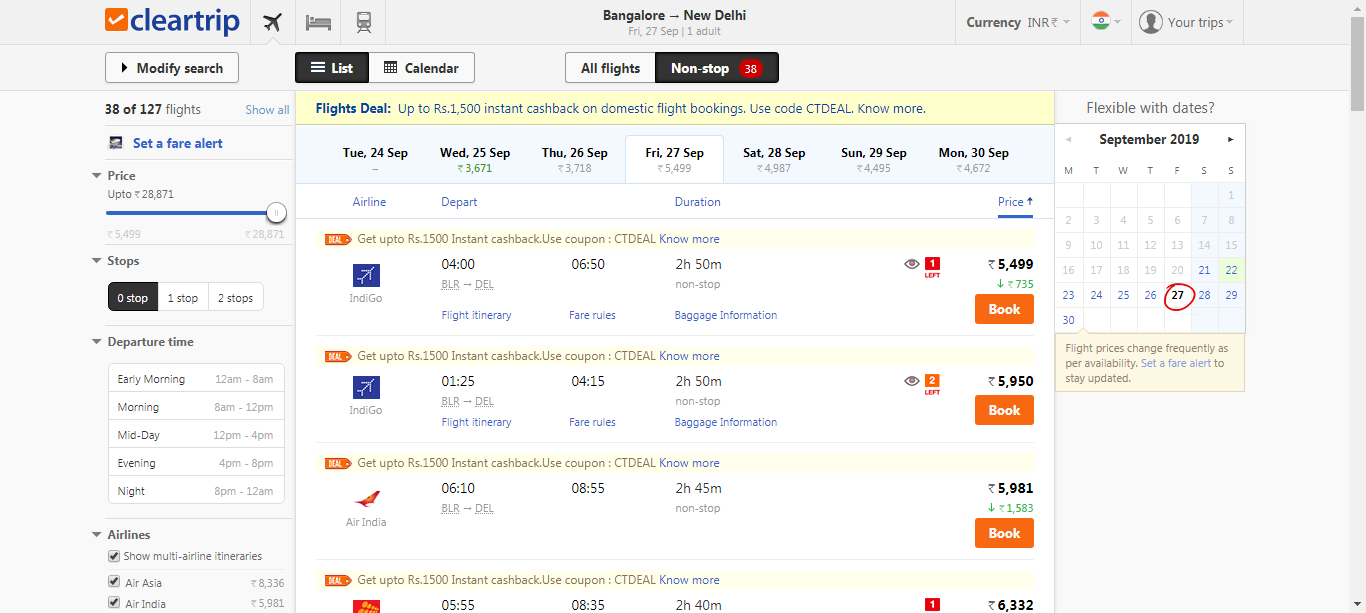 cleartrip
Bangalore → New Delhi
Fri, 27 Sep | 1 adult
Currency INR ₹
Your trips
Modify search
List
Calendar
All flights
Non-stop 38
38 of 127 flights
Show all
Set a fare alert
Price
Upto ₹28,871
₹5,499
₹28,871
Stops
0 stop
1 stop
2 stops
Departure time
Early Morning 12am - 8am
Morning 8am - 12pm
Mid-Day 12pm - 4pm
Evening 4pm - 8pm
Night 8pm - 12am
Airlines
Show multi-airline itineraries
Air Asia ₹8,336
Air India ₹5,981
Flights Deal: Up to Rs.1,500 instant cashback on domestic flight bookings. Use code CTDEAL. Know more.
Tue, 24 Sep Wed, 25 Sep Thu, 26 Sep Fri, 27 Sep Sat, 28 Sep Sun, 29 Sep Mon, 30 Sep
– ₹3,671 ₹3,718 ₹5,499 ₹4,987 ₹4,495 ₹4,672
Airline Depart Duration Price ↑
DEAL Get upto Rs.1500 Instant cashback.Use coupon : CTDEAL Know more
04:00 06:50 2h 50m 1 ₹5,499
IndiGo BLR → DEL non-stop LEFT ↓ ₹735
Flight itinerary Fare rules Baggage Information Book
DEAL Get upto Rs.1500 Instant cashback.Use coupon : CTDEAL Know more
01:25 04:15 2h 50m 2 ₹5,950
IndiGo BLR → DEL non-stop LEFT
Flight itinerary Fare rules Baggage Information Book
DEAL Get upto Rs.1500 Instant cashback.Use coupon : CTDEAL Know more
06:10 08:55 2h 45m ₹5,981
Air India BLR → DEL non-stop ↓ ₹1,583
Book
DEAL Get upto Rs.1500 Instant cashback.Use coupon : CTDEAL Know more
05:55 08:35 2h 40m 1 ₹6,332
Flexible with dates?
September 2019
M T W T F S S
1
2 3 4 5 6 7 8
9 10 11 12 13 14 15
16 17 18 19 20 21 22
23 24 25 26 27 28 29
30
Flight prices change frequently as
per availability. Set a fare alert to
stay updated.